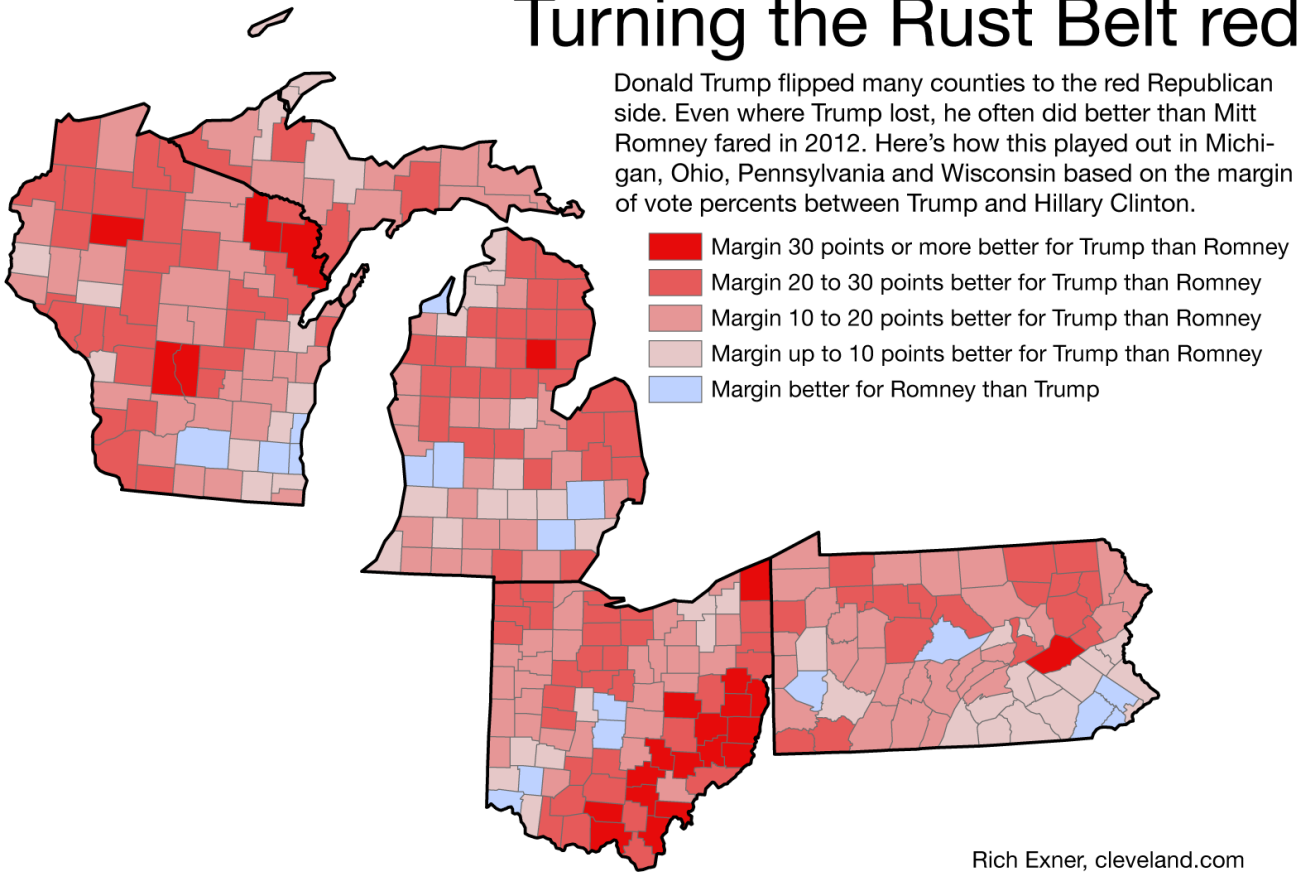 Turning the Rust Belt red
Donald Trump flipped many counties to the red Republican
side. Even where Trump lost, he often did better than Mitt
Romney fared in 2012. Here’s how this played out in Michi-
gan, Ohio, Pennsylvania and Wisconsin based on the margin
of vote percents between Trump and Hillary Clinton.
Margin 30 points or more better for Trump than Romney
Margin 20 to 30 points better for Trump than Romney
Margin 10 to 20 points better for Trump than Romney
Margin up to 10 points better for Trump than Romney
Margin better for Romney than Trump
Rich Exner, cleveland.com